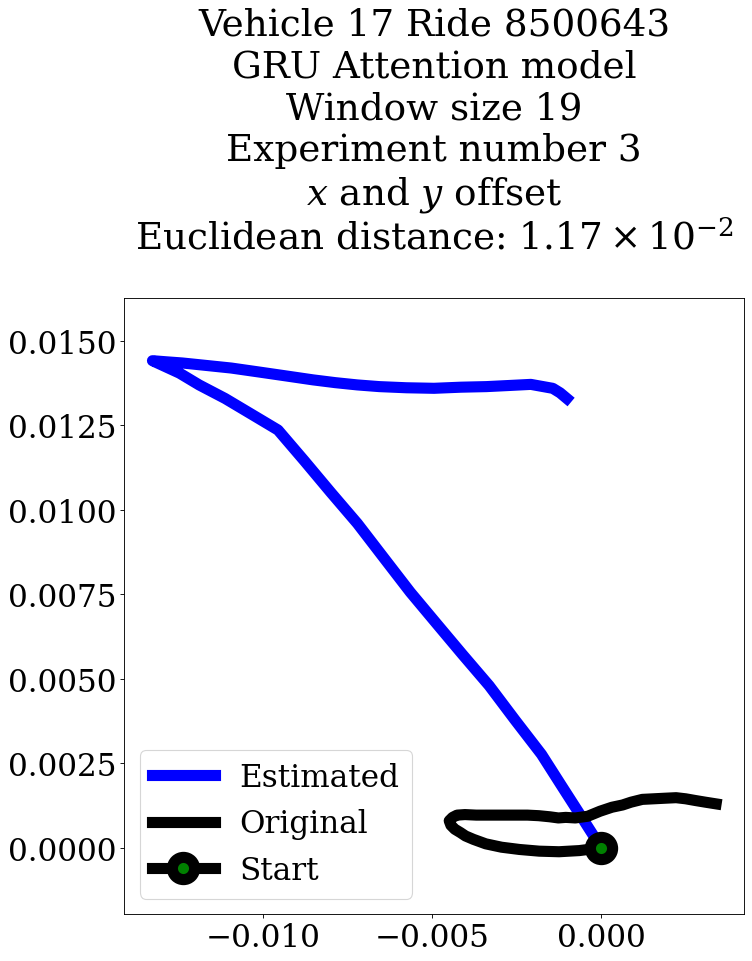 Vehicle 17 Ride 8500643
GRU Attention model
Window size 19
Experiment number 3
x and y offset
Euclidean distance: 1.17 × 10⁻²
0.0150
0.0125
0.0100
0.0075
0.0050
0.0025
0.0000
Estimated
Original
Start
−0.010 −0.005 0.000